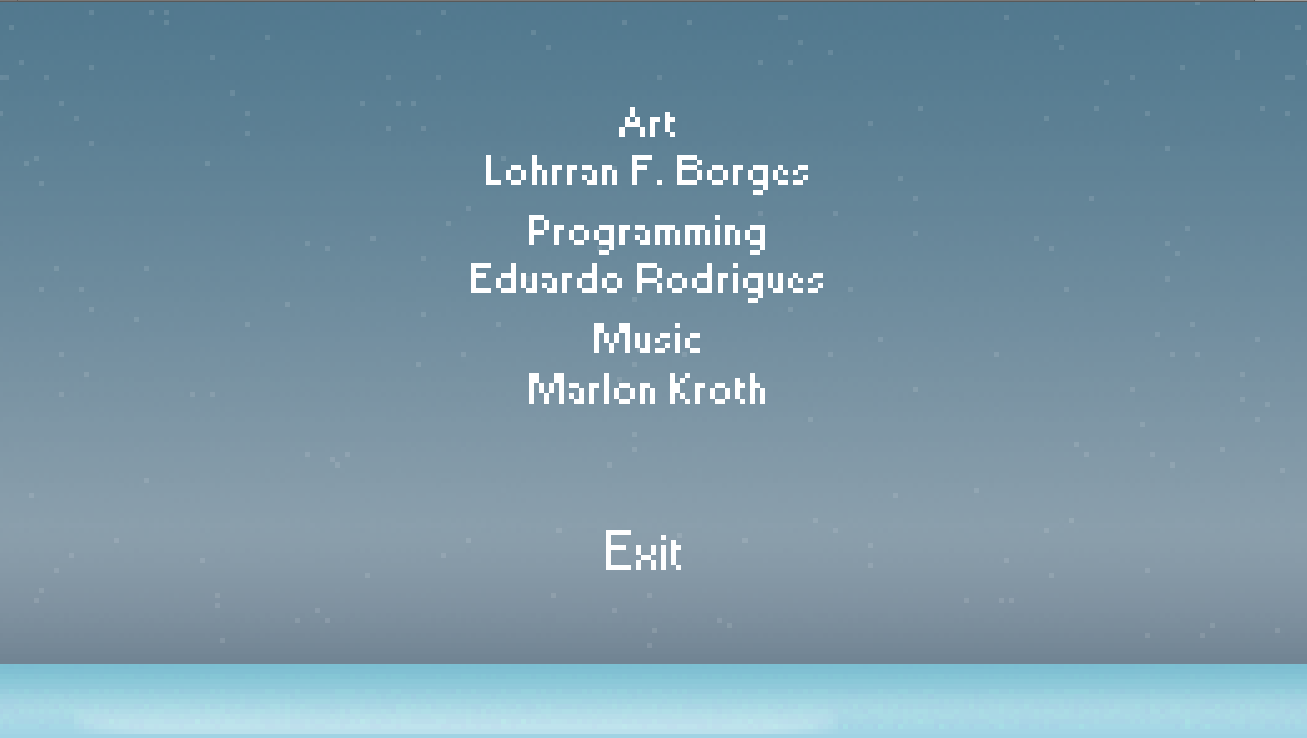 Art
Lohrran F. Borges
Programming
Eduardo Rodrigues
Music
Marlon Kroth
Exit